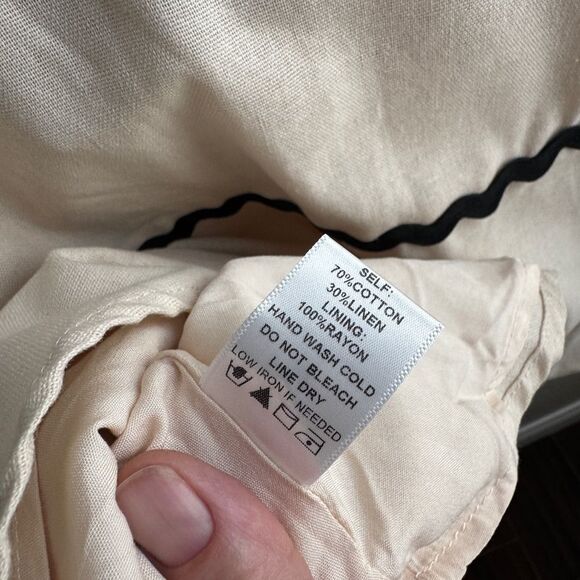 SELF:
70%COTTON
30%LINEN
LINING:
100%RAYON
HAND WASH COLD
DO NOT BLEACH
LINE DRY
LOW IRON IF NEEDED